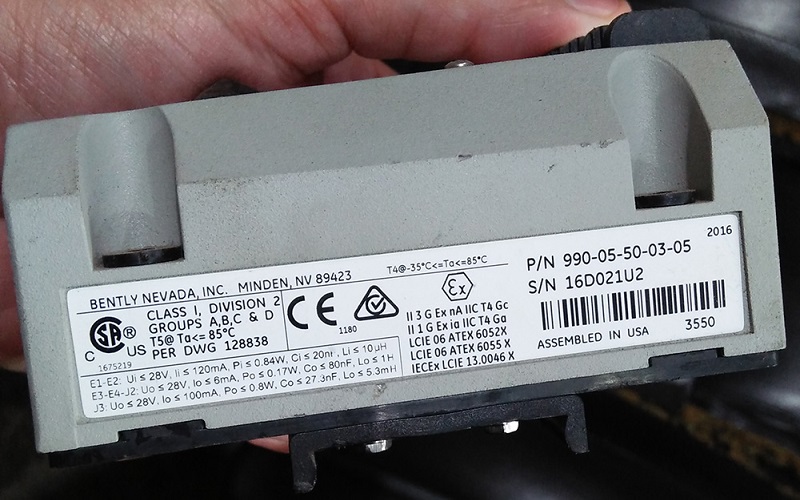 BENTLY NEVADA, INC. MINDEN, NV 89423
CSA ®
C US
1675219
CLASS I, DIVISION 2
GROUPS A,B,C & D
T5@ Ta<= 85°C
PER DWG 128838
CE
1180
T4@-35°C<=Ta<=85°C
Ex
II 3 G Ex nA IIC T4 Gc
II 1 G Ex ia IIC T4 Ga
LCIE 06 ATEX 6052X
LCIE 06 ATEX 6055 X
IECEx LCIE 13.0046 X
E1-E2: Ui ≤ 28V, Ii ≤ 120mA, Pi ≤ 0.84W, Ci ≤ 20nF, Li ≤ 10µH
E3-E4-J2: Uo ≤ 28V, Io ≤ 6mA, Po ≤ 0.17W, Co ≤ 80nF, Lo ≤ 1H
J3: Uo ≤ 28V, Io ≤ 100mA, Po ≤ 0.8W, Co ≤ 27.3nF, Lo ≤ 5.3mH
2016
P/N 990-05-50-03-05
S/N 16D021U2
ASSEMBLED IN USA 3550